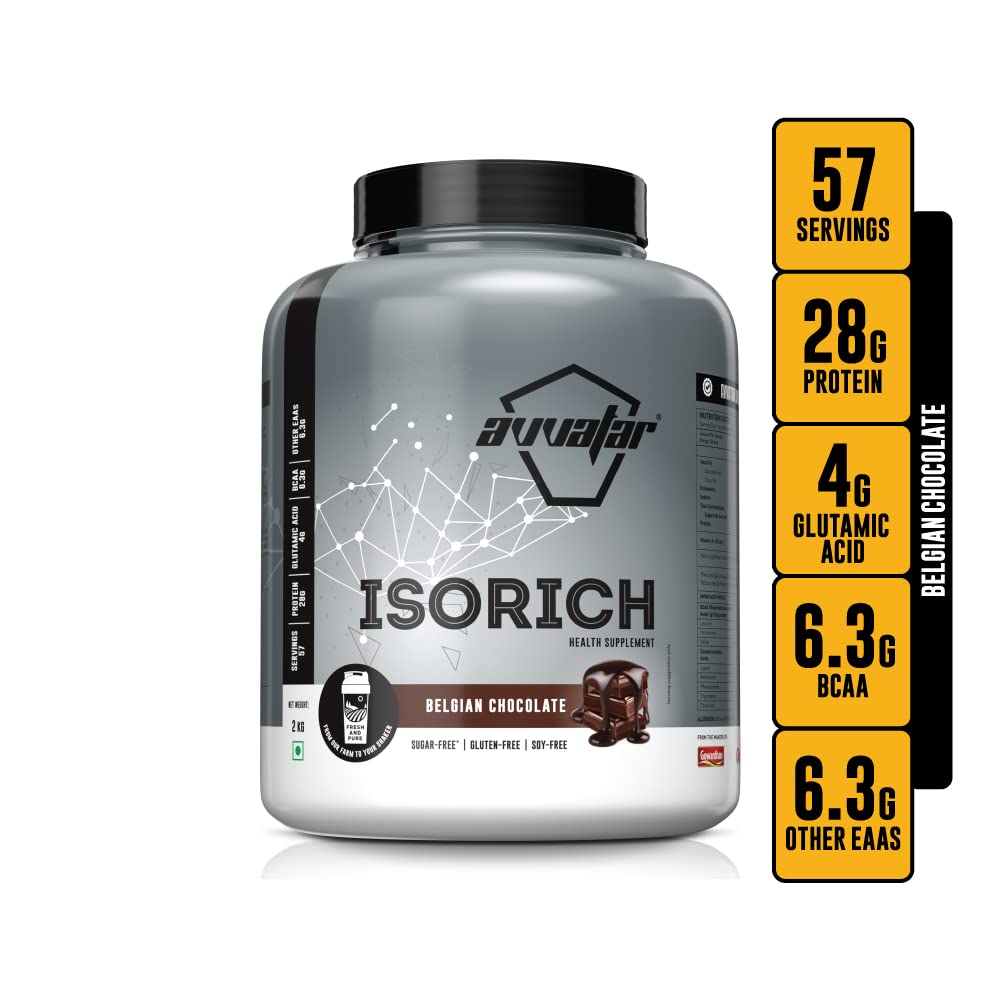 avvatar®
ISORICH
HEALTH SUPPLEMENT
BELGIAN CHOCOLATE
SUGAR-FREE* | GLUTEN-FREE | SOY-FREE
SERVINGS
57
PROTEIN
28G
GLUTAMIC ACID
4G
BCAA
6.3G
OTHER EAAS
6.3G
NET WEIGHT:
2 KG
FRESH
AND
PURE
FROM OUR FARM TO YOUR SHAKER
FROM THE MAKERS OF
Gowardhan
57
SERVINGS
28G
PROTEIN
4G
GLUTAMIC
ACID
6.3G
BCAA
6.3G
OTHER EAAS
BELGIAN CHOCOLATE